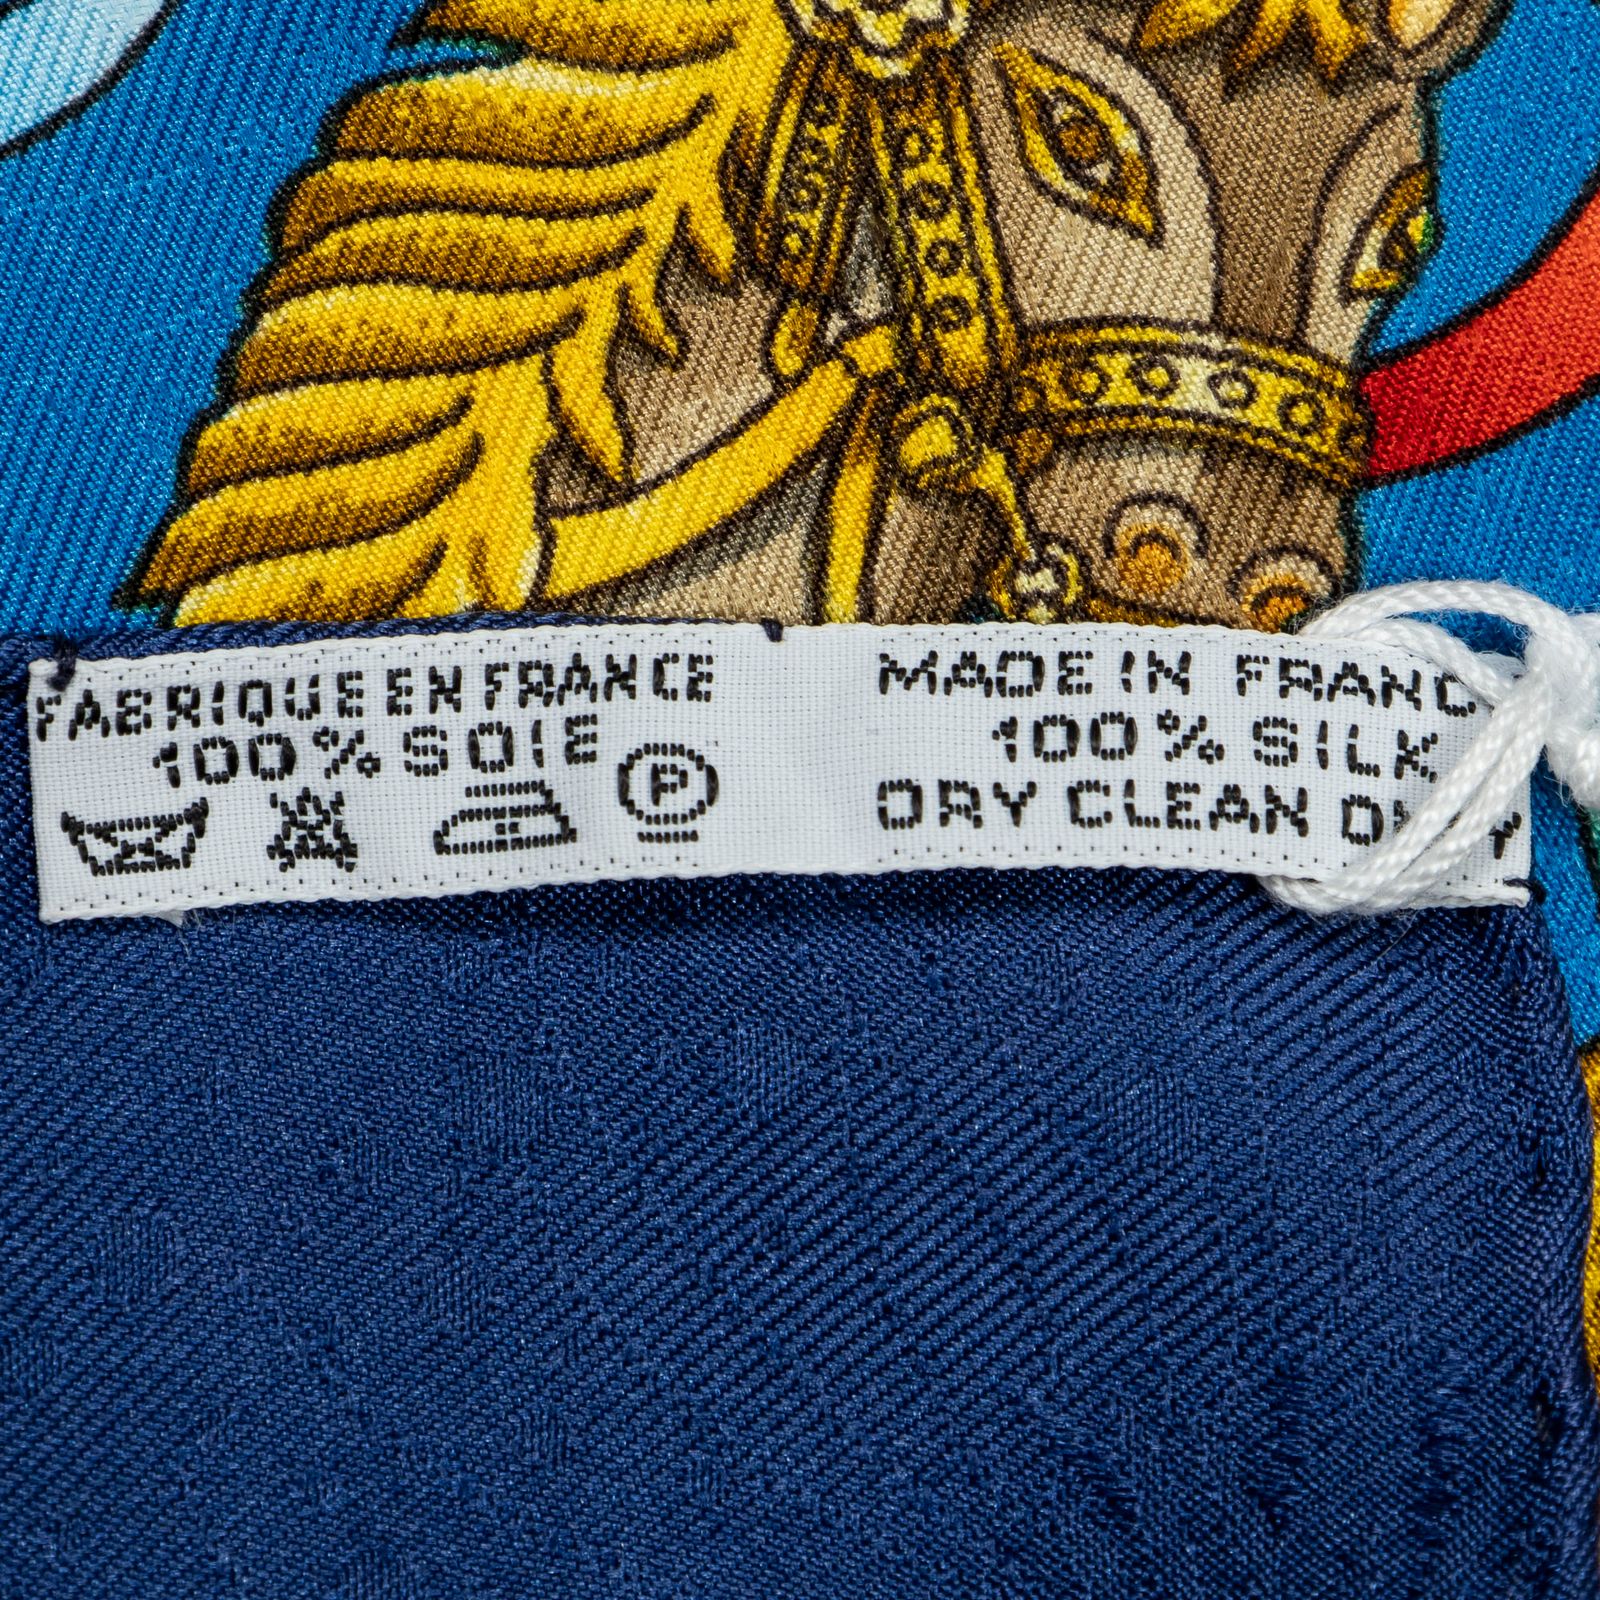 FABRIQUE EN FRANCE
100% SOIE
P
MADE IN FRANC
100% SILK
DRY CLEAN